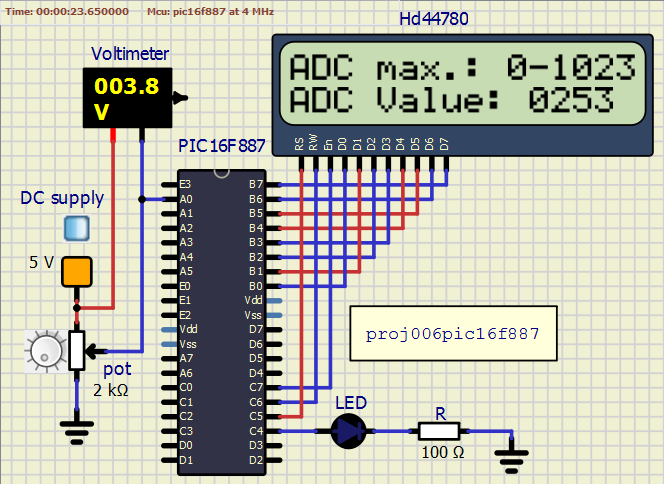 Time: 00:00:23.650000 Mcu: pic16f887 at 4 MHz
Hd44780
ADC max.: 0-1023
ADC Value: 0253
RS RW En D0 D1 D2 D3 D4 D5 D6 D7
Voltimeter
003.8
V
PIC16F887
DC supply
5 V
pot
2 kΩ
E3 B7
A0 B6
A1 B5
A2 B4
A3 B3
A4 B2
A5 B1
E0 B0
E1 Vdd
E2 Vss
Vdd D7
Vss D6
A7 D5
A6 D4
C0 C7
C1 C6
C2 C5
C3 C4
D0 D3
D1 D2
proj006pic16f887
LED
R
100 Ω